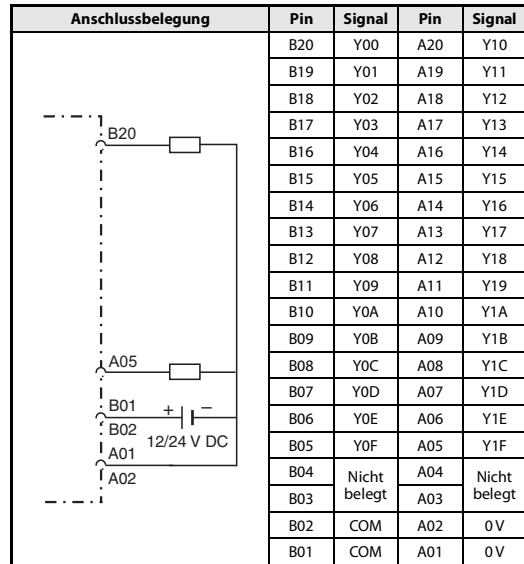 Anschlussbelegung Pin Signal Pin Signal
B20 Y00 A20 Y10
B19 Y01 A19 Y11
B18 Y02 A18 Y12
B17 Y03 A17 Y13
B16 Y04 A16 Y14
B15 Y05 A15 Y15
B14 Y06 A14 Y16
B13 Y07 A13 Y17
B12 Y08 A12 Y18
B11 Y09 A11 Y19
B10 Y0A A10 Y1A
B09 Y0B A09 Y1B
B08 Y0C A08 Y1C
B07 Y0D A07 Y1D
B06 Y0E A06 Y1E
B05 Y0F A05 Y1F
B04 Nicht belegt A04 Nicht belegt
B03 A03
B02 COM A02 0 V
B01 COM A01 0 V
B20
A05
B01 + –
B02
12/24 V DC
A01
A02